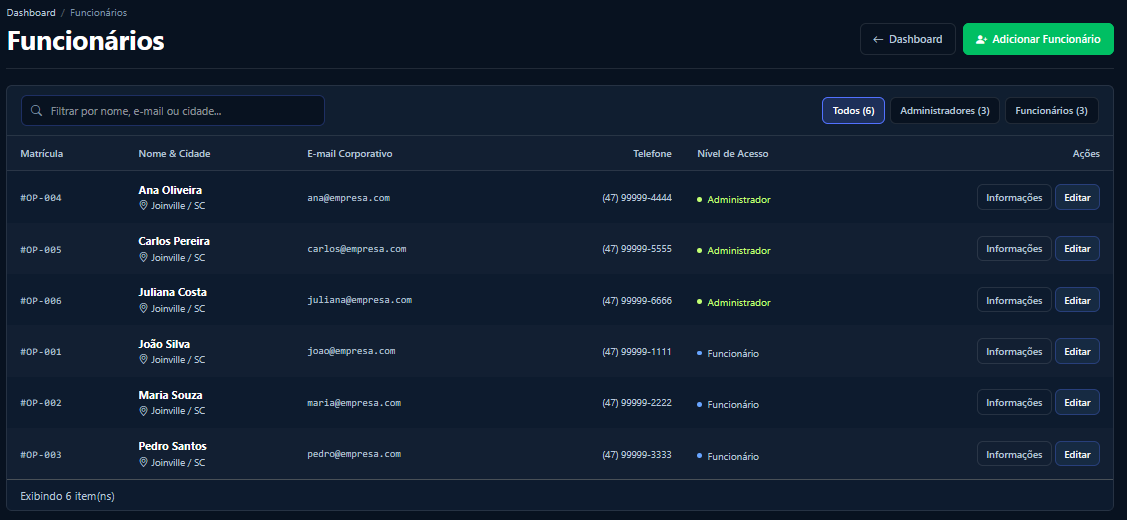 Dashboard / Funcionários
Funcionários
← Dashboard
Adicionar Funcionário
Filtrar por nome, e-mail ou cidade...
Todos (6)
Administradores (3)
Funcionários (3)
Matrícula Nome & Cidade E-mail Corporativo Telefone Nível de Acesso Ações
#OP-004 Ana Oliveira ana@empresa.com (47) 99999-4444 Administrador Informações Editar
Joinville / SC
#OP-005 Carlos Pereira carlos@empresa.com (47) 99999-5555 Administrador Informações Editar
Joinville / SC
#OP-006 Juliana Costa juliana@empresa.com (47) 99999-6666 Administrador Informações Editar
Joinville / SC
#OP-001 João Silva joao@empresa.com (47) 99999-1111 Funcionário Informações Editar
Joinville / SC
#OP-002 Maria Souza maria@empresa.com (47) 99999-2222 Funcionário Informações Editar
Joinville / SC
#OP-003 Pedro Santos pedro@empresa.com (47) 99999-3333 Funcionário Informações Editar
Joinville / SC
Exibindo 6 item(ns)